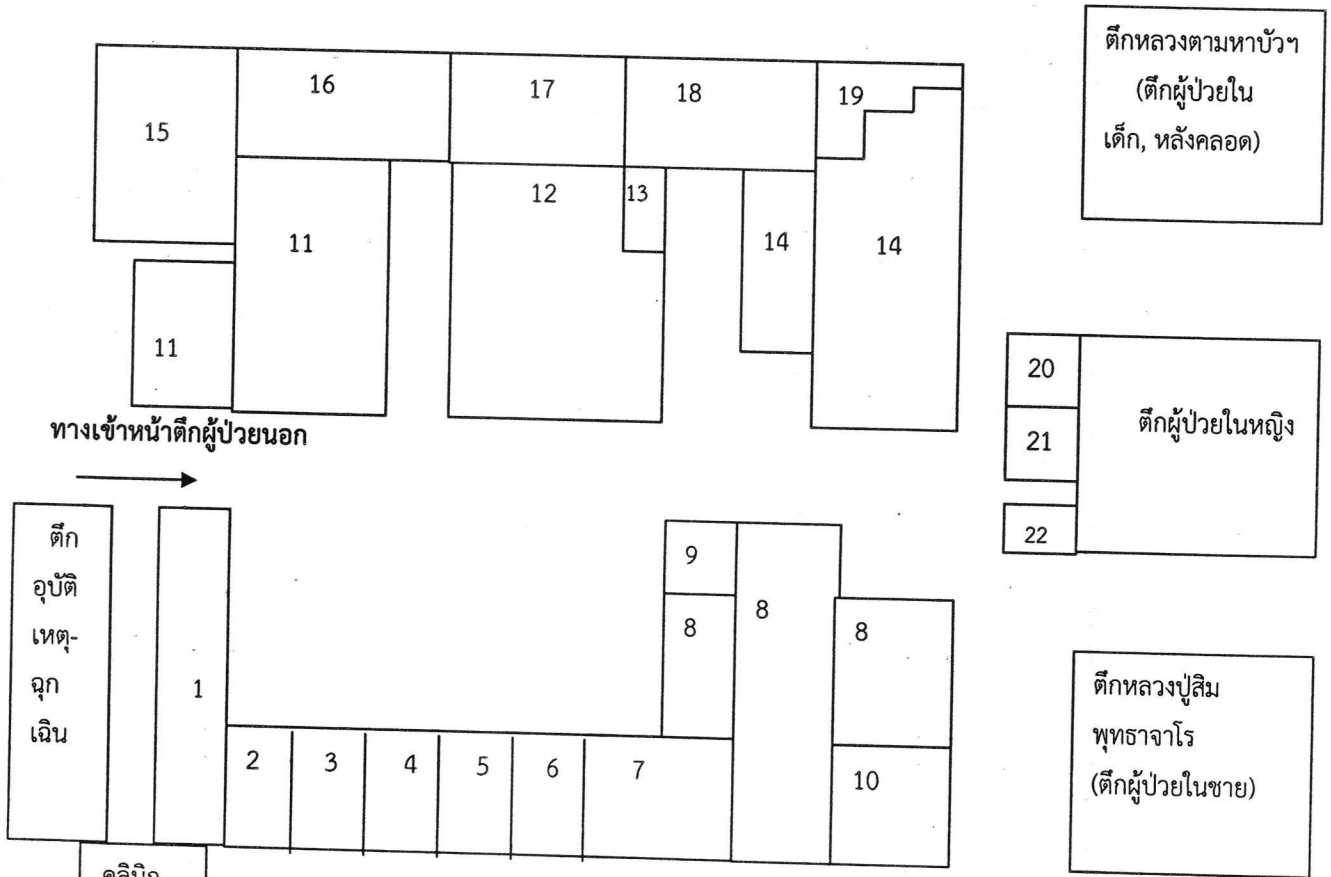 ตึกหลวงตามหาบัวฯ
(ตึกผู้ป่วยใน
เด็ก, หลังคลอด)
16
17
18
19
15
13
12
11
14
14
11
20
ทางเข้าหน้าตึกผู้ป่วยนอก
21
ตึกผู้ป่วยในหญิง
22
ตึก
อุบัติ
เหตุ-
ฉุก
เฉิน
9
8
8
8
1
2
3
4
5
6
7
10
ตึกหลวงปู่สิม
พุทธาจาโร
(ตึกผู้ป่วยในชาย)
คลินิก